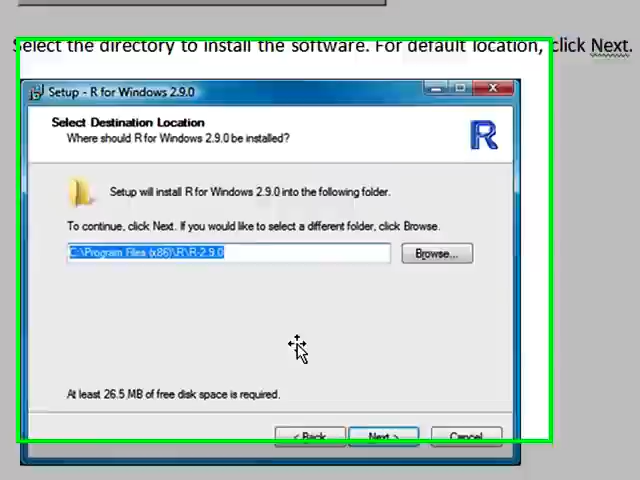 Select the directory to install the software. For default location, click Next.
Setup - R for Windows 2.9.0
Select Destination Location
Where should R for Windows 2.9.0 be installed?
R
Setup will install R for Windows 2.9.0 into the following folder.
To continue, click Next. If you would like to select a different folder, click Browse.
C:\Program Files (x86)\R\R-2.9.0
Browse...
At least 26.5 MB of free disk space is required.
< Back
Next >
Cancel